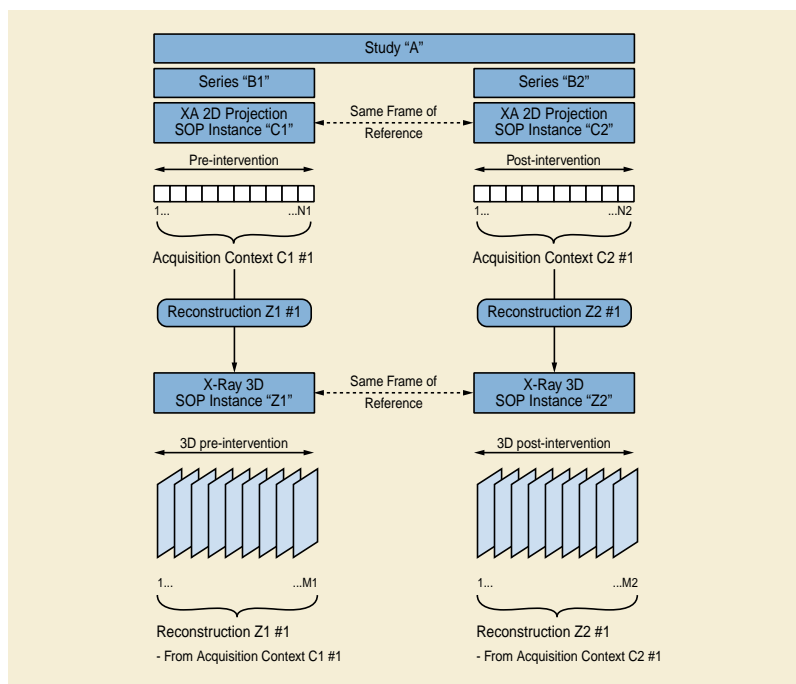 Study “A”
Series “B1”
Series “B2”
XA 2D Projection
SOP Instance “C1”
Same Frame of
Reference
XA 2D Projection
SOP Instance “C2”
Pre-intervention
Post-intervention
1...
...N1
1...
...N2
Acquisition Context C1 #1
Acquisition Context C2 #1
Reconstruction Z1 #1
Reconstruction Z2 #1
X-Ray 3D
SOP Instance “Z1”
Same Frame of
Reference
X-Ray 3D
SOP Instance “Z2”
3D pre-intervention
3D post-intervention
1...
...M1
1...
...M2
Reconstruction Z1 #1
- From Acquisition Context C1 #1
Reconstruction Z2 #1
- From Acquisition Context C2 #1